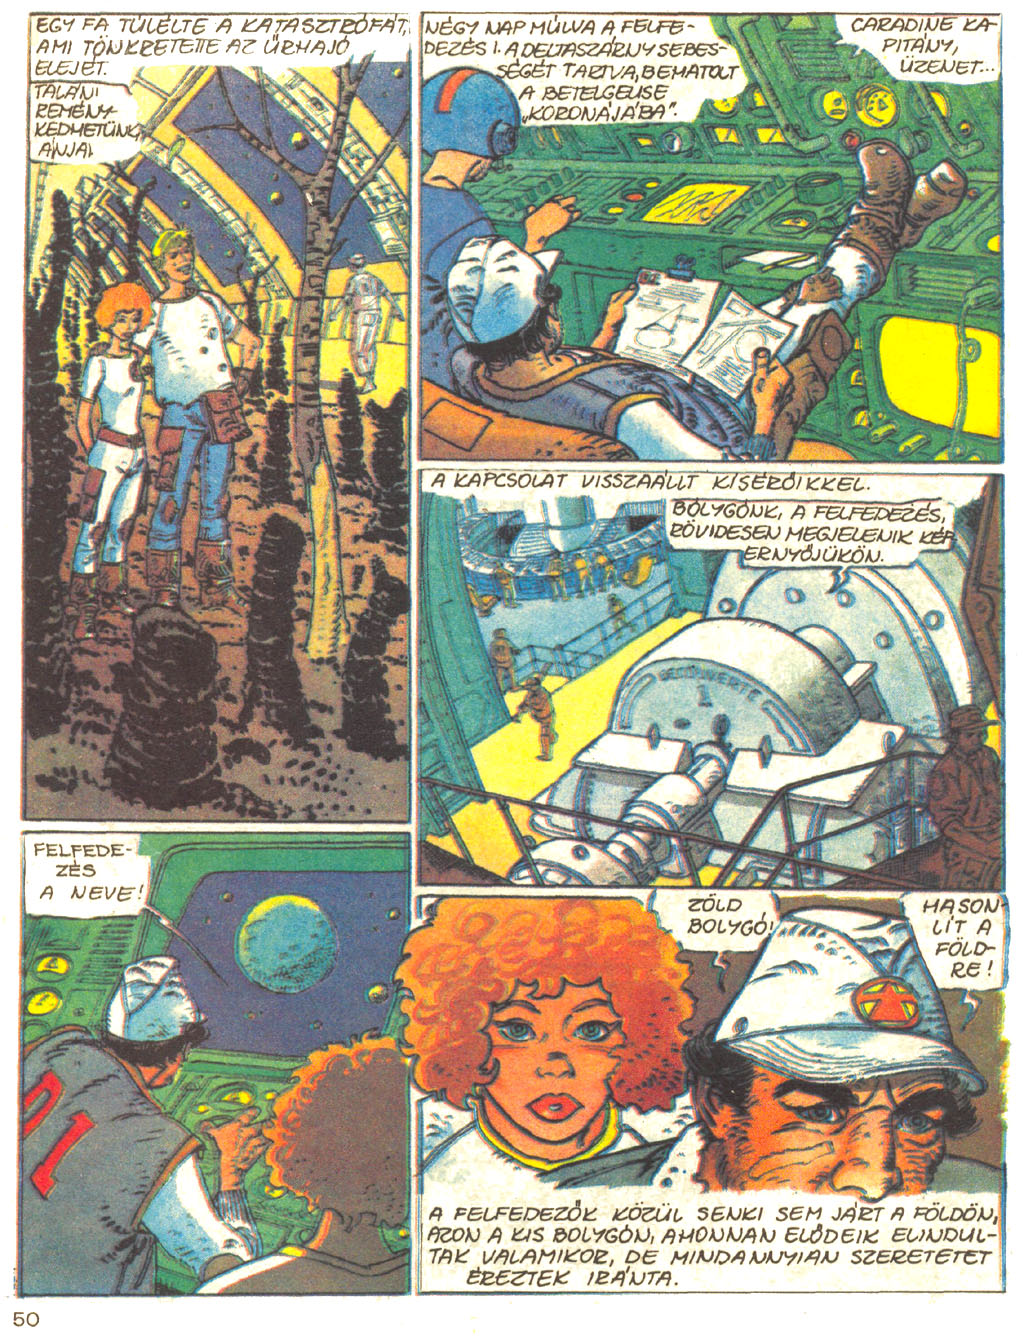 EGY FA TÚLÉLTE A KATASZTRÓFÁT,
AMI TÖNKRETETTE AZ ŰRHAJÓ
ELEJÉT.
TALÁN!
REMÉNY-
KEDHETÜNK,
ANJA!
NÉGY NAP MÚLVA A FELFE-
DEZÉS I. A DELTASZÁRNY SEBES-
SÉGÉT TARTVA, BEHATOLT
A BETELGEUSE
„KORONÁJÁBA”.
CARADINE KA-
PITÁNY,
ÜZENET...
A KAPCSOLAT VISSZAÁLLT KÍSÉRŐIKKEL.
BOLYGÓNK, A FELFEDEZÉS,
RÖVIDESEN MEGJELENIK KÉP
ERNYŐJÜKÖN.
1
FELFEDE-
ZÉS
A NEVE!
D1
ZÖLD
BOLYGÓ!
HASON-
LÍT A
FÖLD-
RE!
A FELFEDEZŐK KÖZÜL SENKI SEM JÁRT A FÖLDÖN,
AZON A KIS BOLYGÓN, AHONNAN ELŐDEIK ELINDUL-
TAK VALAMIKOR, DE MINDANNYIAN SZERETETET
ÉREZTEK IRÁNTA.
50